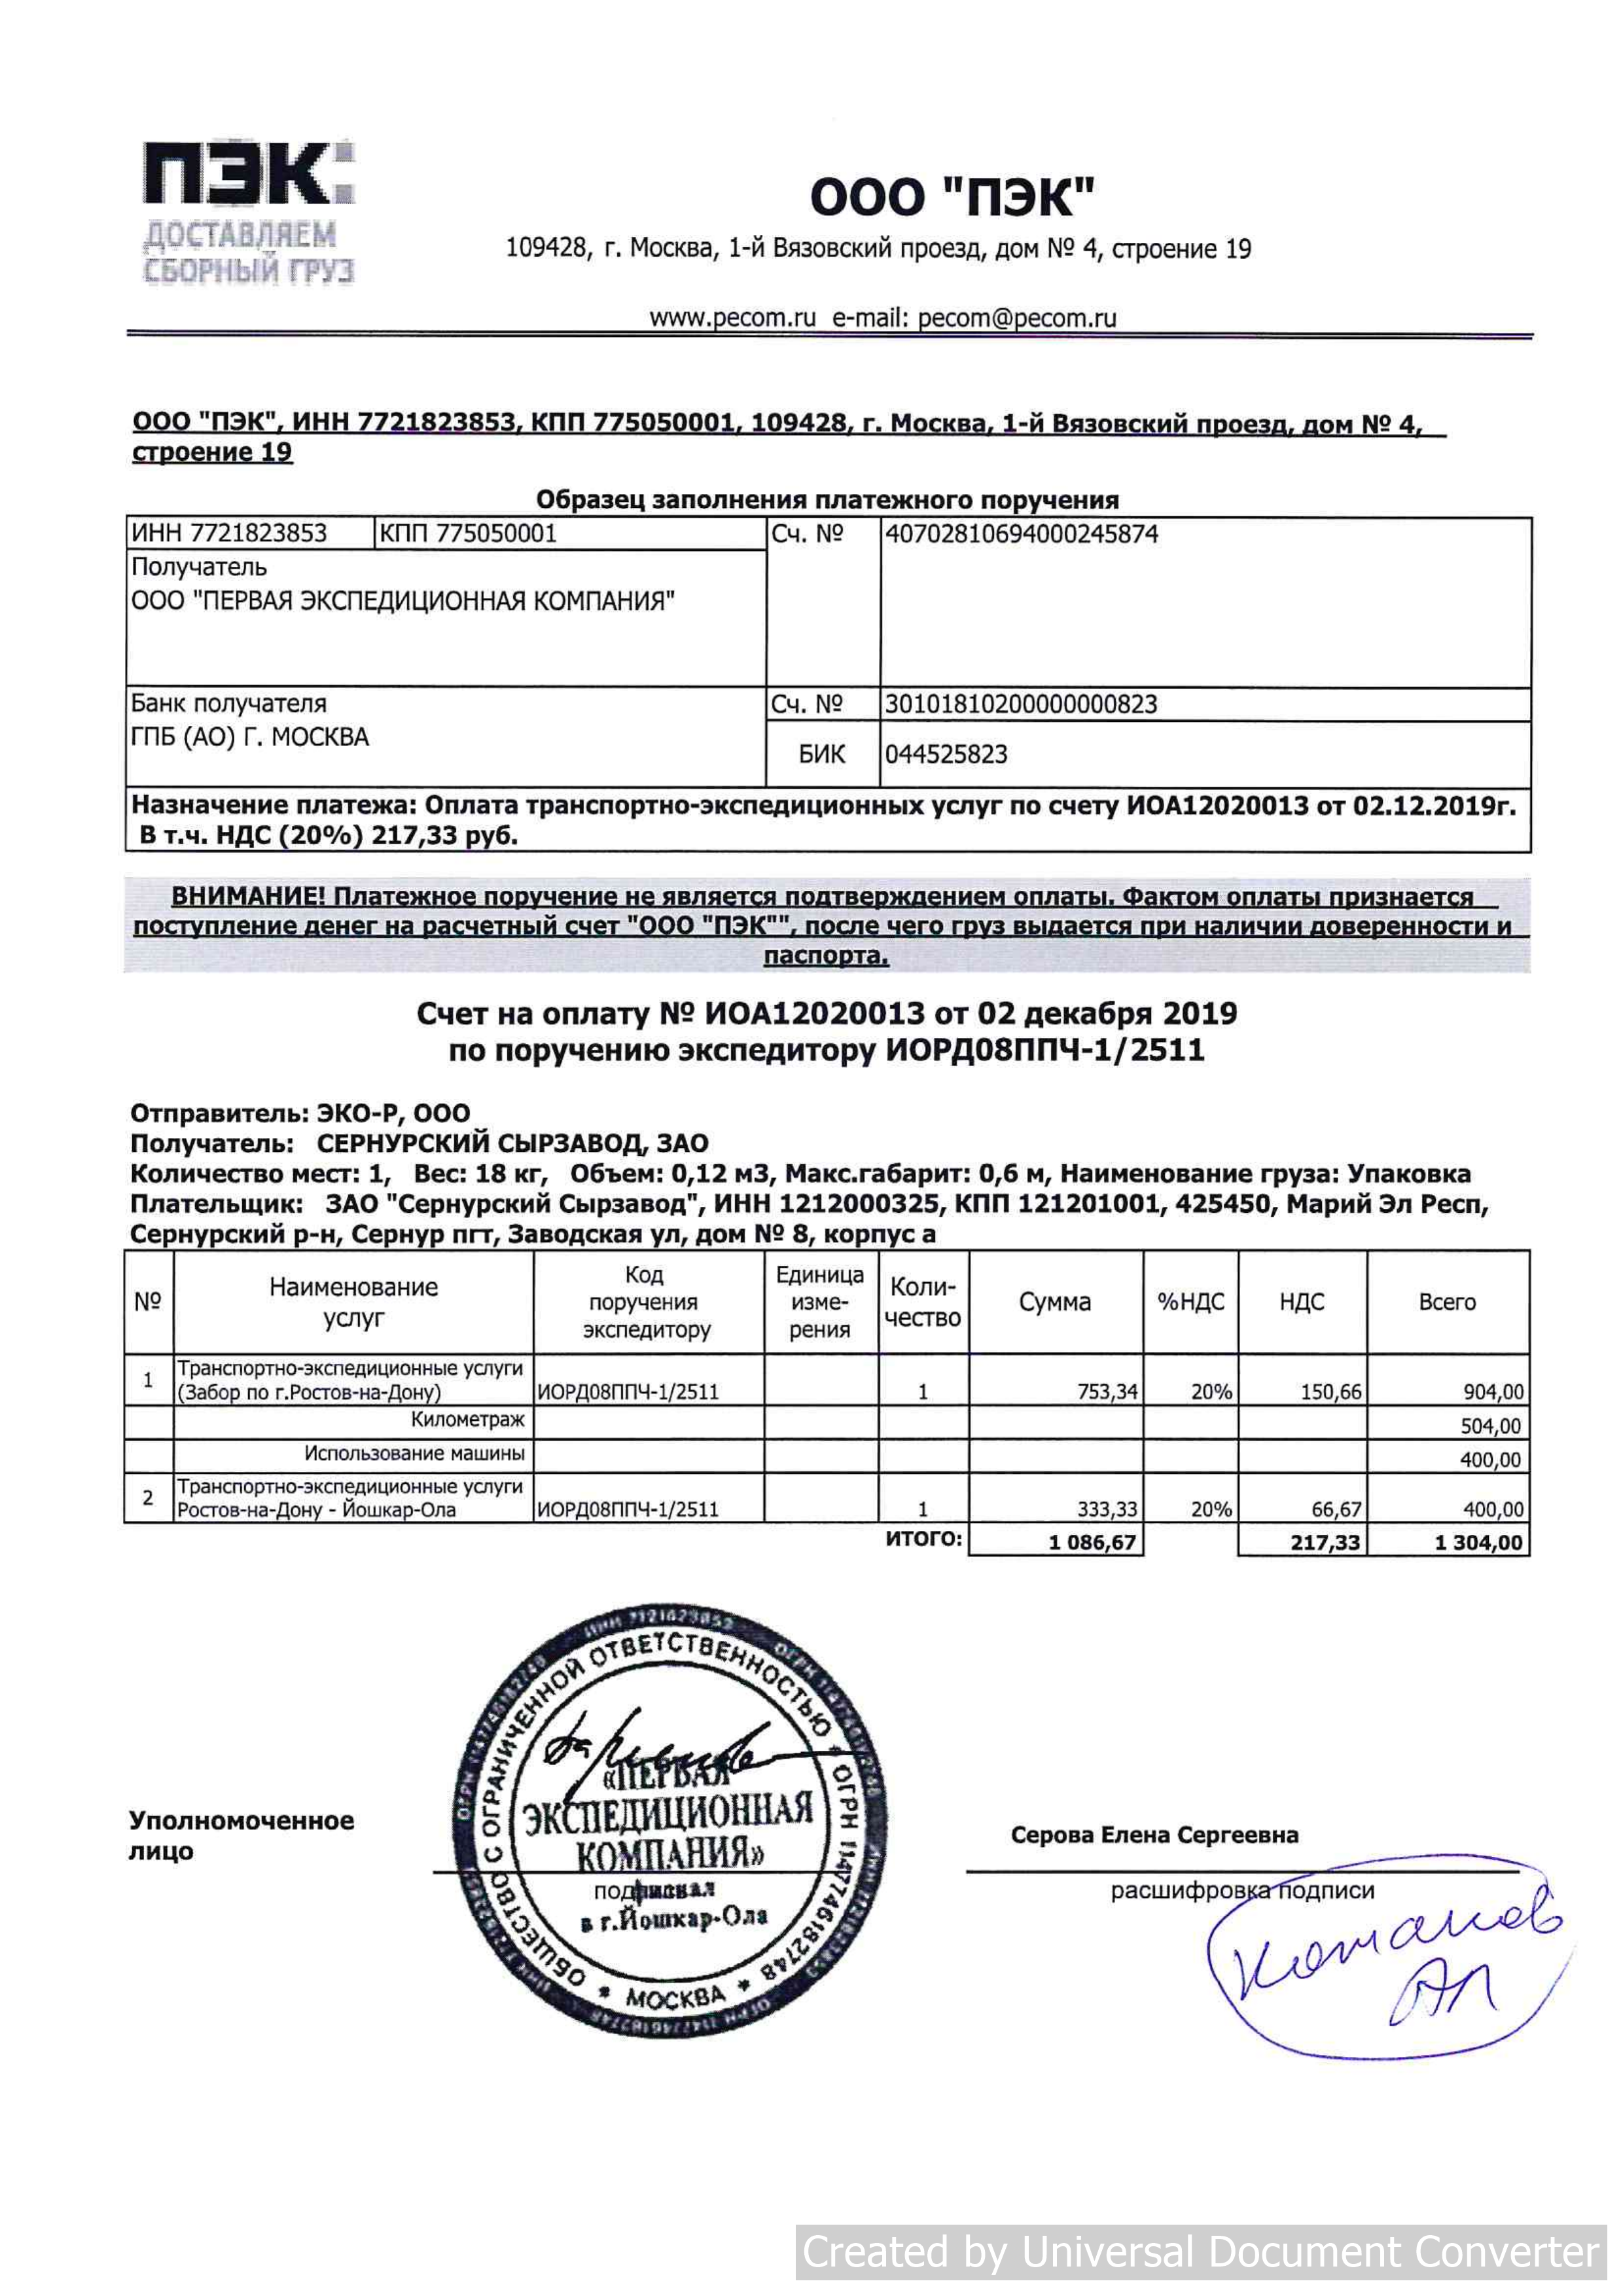 ПЭК:
ДОСТАВЛЯЕМ
СБОРНЫЙ ГРУЗ
ООО "ПЭК"
109428, г. Москва, 1-й Вязовский проезд, дом № 4, строение 19
www.pecom.ru e-mail: pecom@pecom.ru
ООО "ПЭК", ИНН 7721823853, КПП 775050001, 109428, г. Москва, 1-й Вязовский проезд, дом № 4,
строение 19
Образец заполнения платежного поручения
ИНН 7721823853 КПП 775050001 Сч. № 40702810694000245874
Получатель
ООО "ПЕРВАЯ ЭКСПЕДИЦИОННАЯ КОМПАНИЯ"
Банк получателя Сч. № 30101810200000000823
ГПБ (АО) Г. МОСКВА
БИК 044525823
Назначение платежа: Оплата транспортно-экспедиционных услуг по счету ИОА12020013 от 02.12.2019г.
В т.ч. НДС (20%) 217,33 руб.
ВНИМАНИЕ! Платежное поручение не является подтверждением оплаты. Фактом оплаты признается
поступление денег на расчетный счет "ООО "ПЭК"", после чего груз выдается при наличии доверенности и
паспорта.
Счет на оплату № ИОА12020013 от 02 декабря 2019
по поручению экспедитору ИОРД08ППЧ-1/2511
Отправитель: ЭКО-Р, ООО
Получатель: СЕРНУРСКИЙ СЫРЗАВОД, ЗАО
Количество мест: 1, Вес: 18 кг, Объем: 0,12 м3, Макс.габарит: 0,6 м, Наименование груза: Упаковка
Плательщик: ЗАО "Сернурский Сырзавод", ИНН 1212000325, КПП 121201001, 425450, Марий Эл Респ,
Сернурский р-н, Сернур пгт, Заводская ул, дом № 8, корпус а
№ Наименование услуг Код поручения экспедитору Единица изме-рения Коли-чество Сумма %НДС НДС Всего
1 Транспортно-экспедиционные услуги
(Забор по г.Ростов-на-Дону) ИОРД08ППЧ-1/2511 1 753,34 20% 150,66 904,00
Километраж 504,00
Использование машины 400,00
2 Транспортно-экспедиционные услуги
Ростов-на-Дону - Йошкар-Ола ИОРД08ППЧ-1/2511 1 333,33 20% 66,67 400,00
ИТОГО: 1 086,67 217,33 1 304,00
ОБЩЕСТВО С ОГРАНИЧЕННОЙ ОТВЕТСТВЕННОСТЬЮ * ОГРН 1147746182748 * МОСКВА *
«ПЕРВАЯ
ЭКСПЕДИЦИОННАЯ
КОМПАНИЯ»
филиал
в г.Йошкар-Ола
Уполномоченное
лицо
Серова Елена Сергеевна
расшифровка подписи
АП
Created by Universal Document Converter